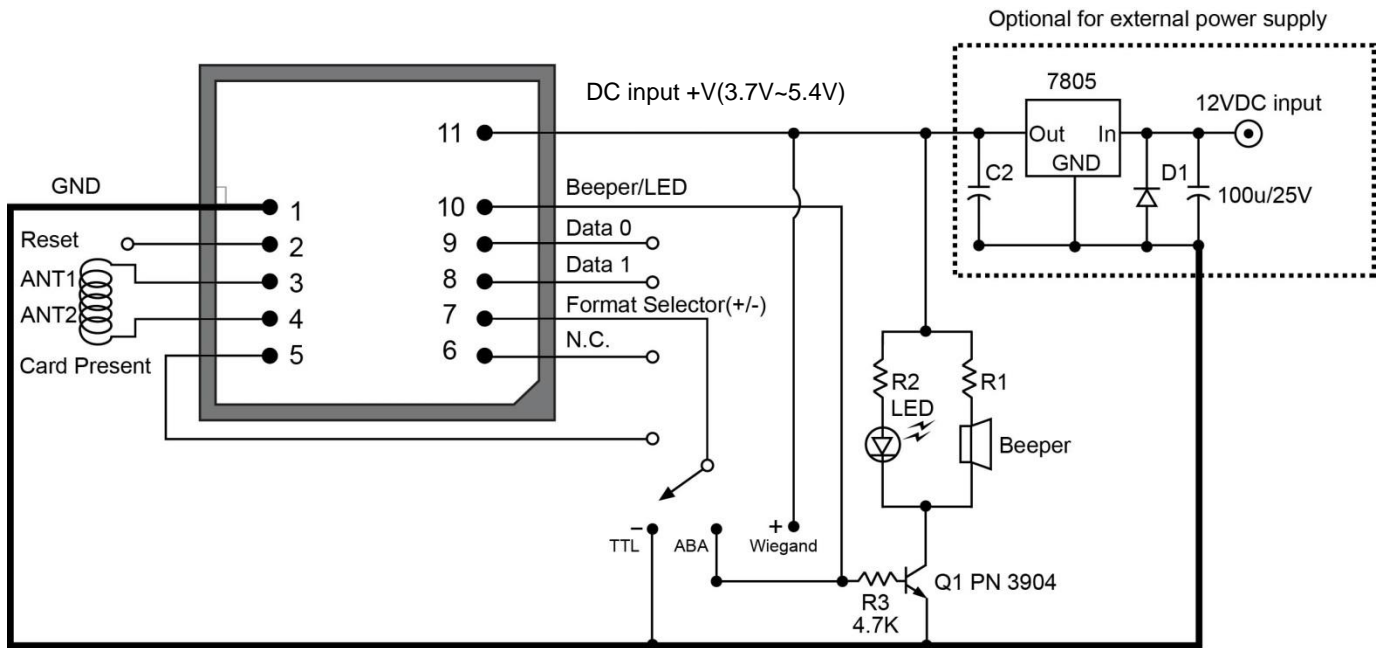 Optional for external power supply
DC input +V(3.7V~5.4V)
7805
12VDC input
11
Out
In
GND
C2
D1
100u/25V
GND
1
10
Beeper/LED
Reset
2
9
Data 0
ANT1
3
8
Data 1
ANT2
4
7
Format Selector(+/-)
Card Present
5
6
N.C.
R2
R1
LED
Beeper
−
TTL
ABA
+
Wiegand
Q1 PN 3904
R3
4.7K